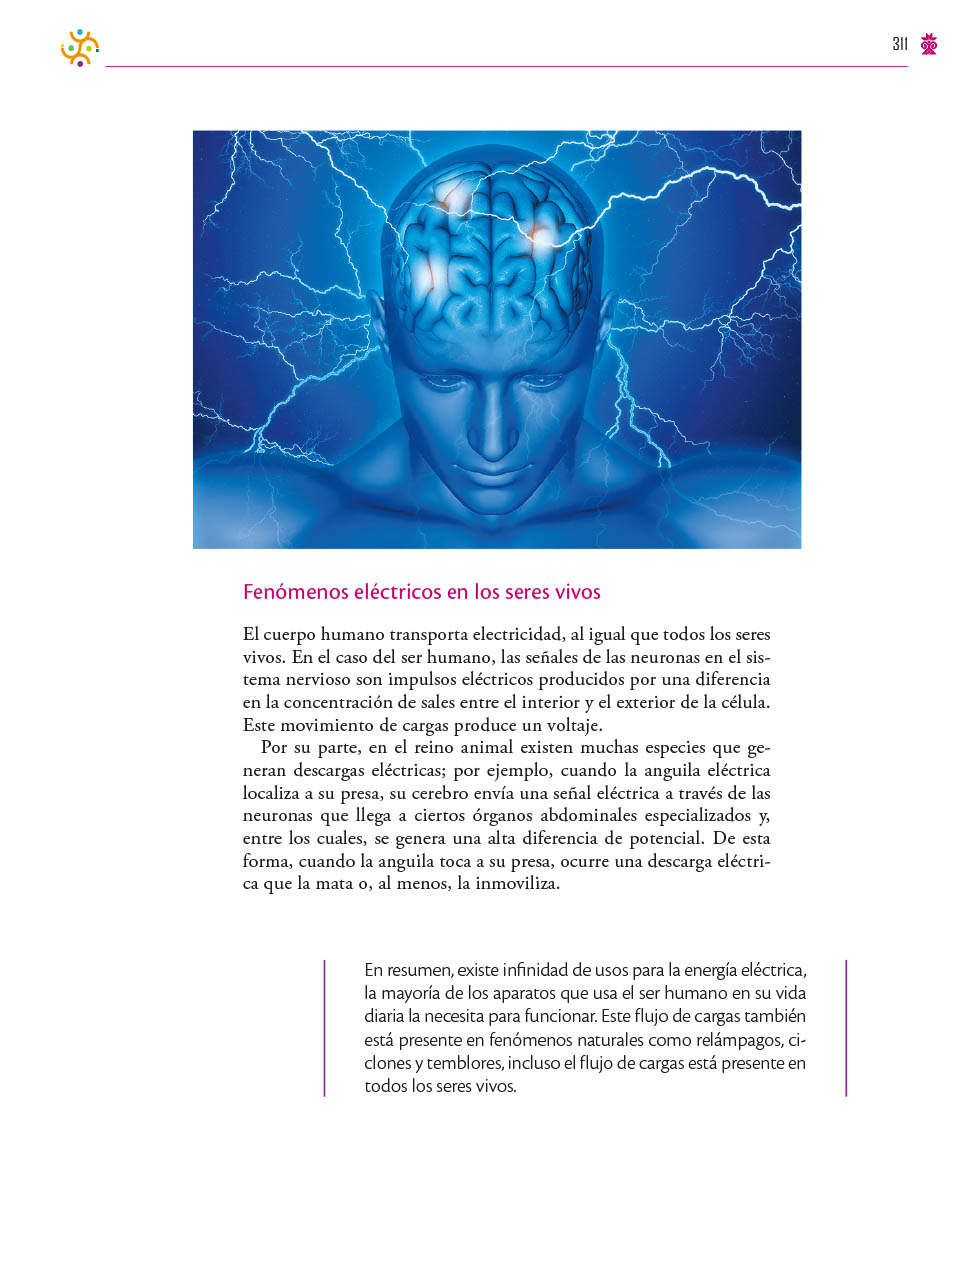 311
Fenómenos eléctricos en los seres vivos
El cuerpo humano transporta electricidad, al igual que todos los seres
vivos. En el caso del ser humano, las señales de las neuronas en el sis-
tema nervioso son impulsos eléctricos producidos por una diferencia
en la concentración de sales entre el interior y el exterior de la célula.
Este movimiento de cargas produce un voltaje.
Por su parte, en el reino animal existen muchas especies que ge-
neran descargas eléctricas; por ejemplo, cuando la anguila eléctrica
localiza a su presa, su cerebro envía una señal eléctrica a través de las
neuronas que llega a ciertos órganos abdominales especializados y,
entre los cuales, se genera una alta diferencia de potencial. De esta
forma, cuando la anguila toca a su presa, ocurre una descarga eléctri-
ca que la mata o, al menos, la inmoviliza.
En resumen, existe infinidad de usos para la energía eléctrica,
la mayoría de los aparatos que usa el ser humano en su vida
diaria la necesita para funcionar. Este flujo de cargas también
está presente en fenómenos naturales como relámpagos, ci-
clones y temblores, incluso el flujo de cargas está presente en
todos los seres vivos.